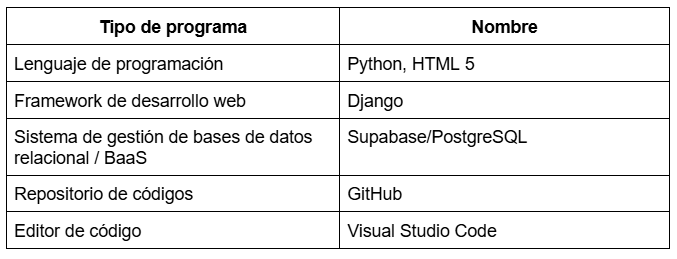 Tipo de programa Nombre
Lenguaje de programación Python, HTML 5
Framework de desarrollo web Django
Sistema de gestión de bases de datos Supabase/PostgreSQL
relacional / BaaS
Repositorio de códigos GitHub
Editor de código Visual Studio Code